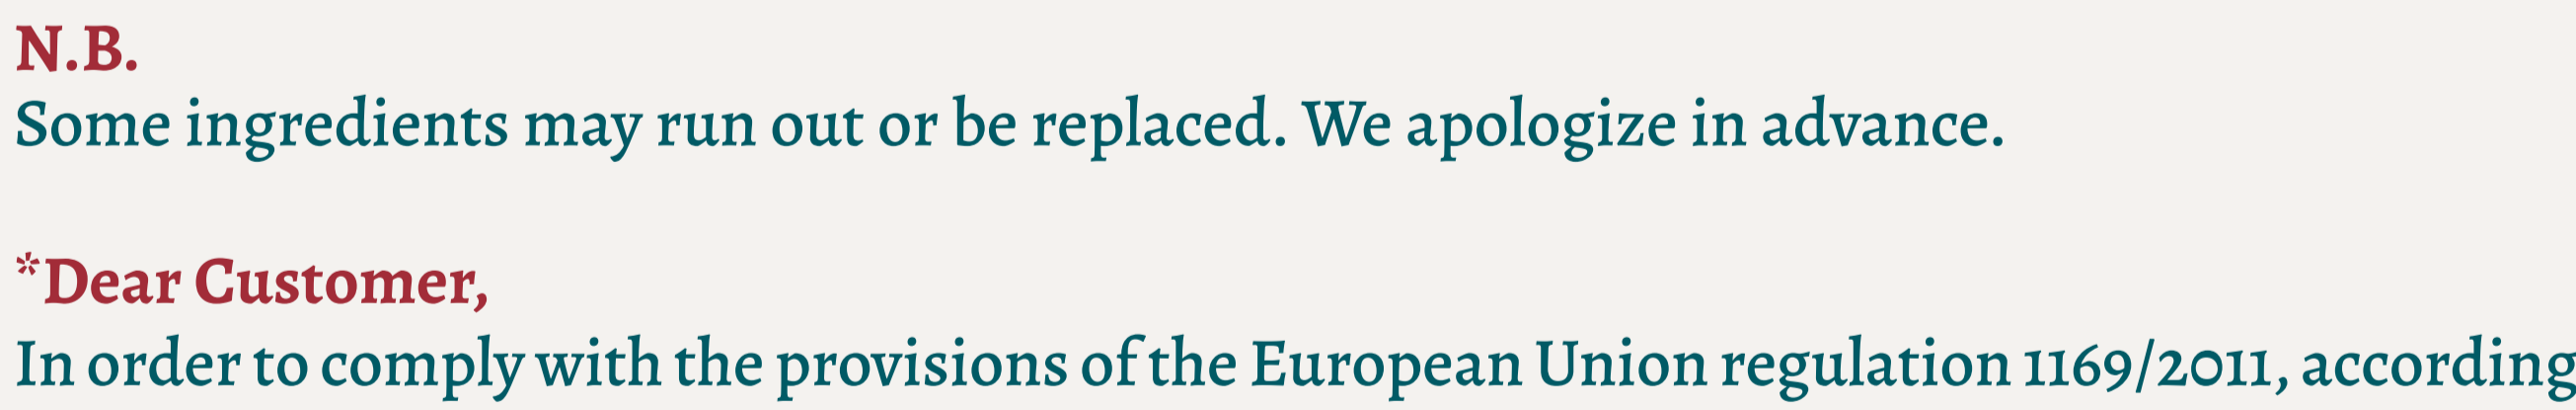 N.B.
Some ingredients may run out or be replaced. We apologize in advance.
*Dear Customer,
In order to comply with the provisions of the European Union regulation 1169/2011, according